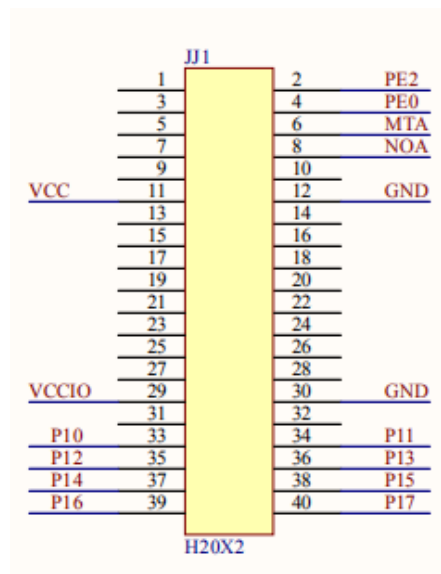 JJ1
1 2 PE2
3 4 PE0
5 6 MTA
7 8 NOA
9 10
VCC 11 12 GND
13 14
15 16
17 18
19 20
21 22
23 24
25 26
27 28
VCCIO 29 30 GND
31 32
P10 33 34 P11
P12 35 36 P13
P14 37 38 P15
P16 39 40 P17
H20X2